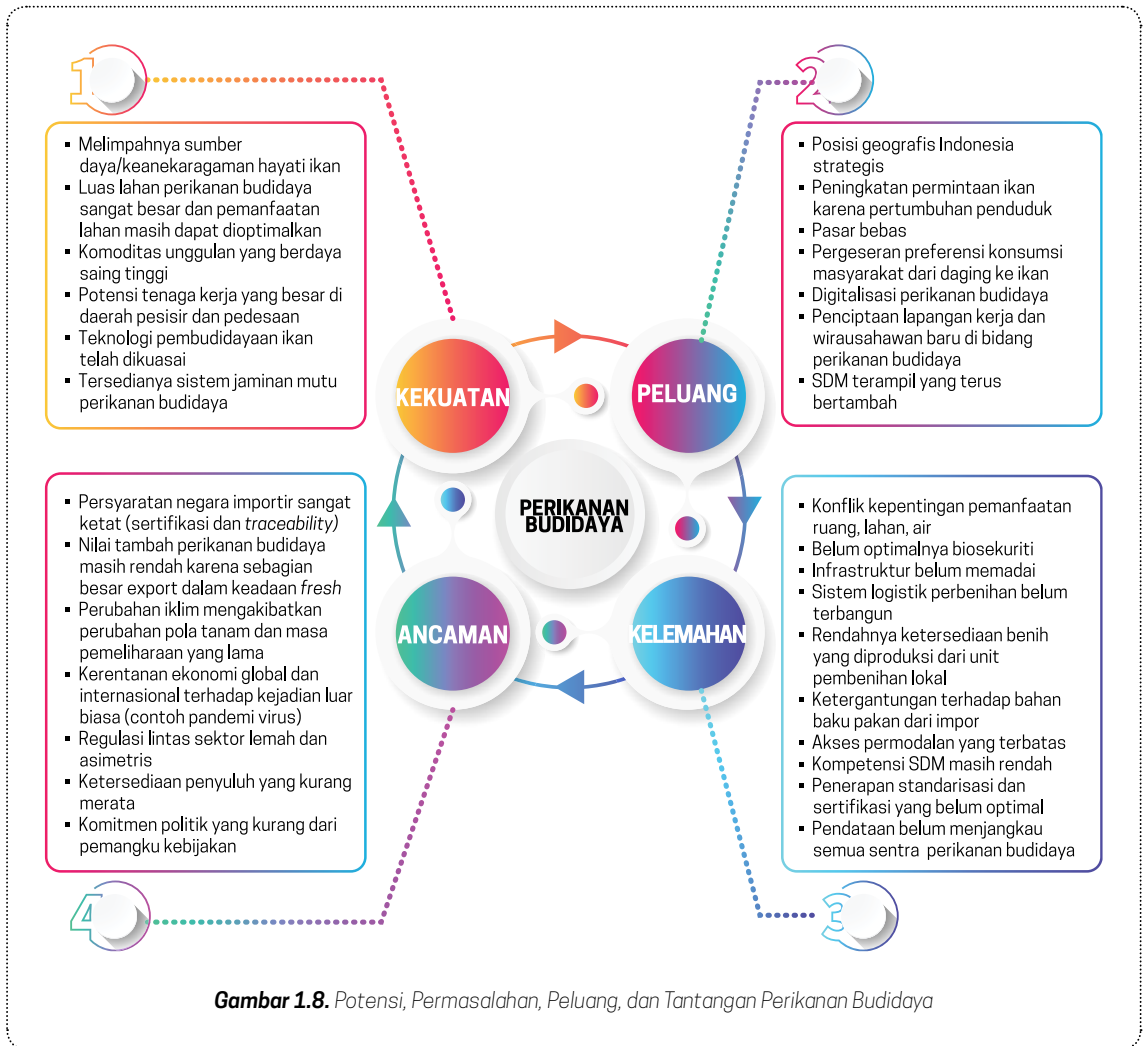 1
▪ Melimpahnya sumber
daya/keanekaragaman hayati ikan
▪ Luas lahan perikanan budidaya
sangat besar dan pemanfaatan
lahan masih dapat dioptimalkan
▪ Komoditas unggulan yang berdaya
saing tinggi
▪ Potensi tenaga kerja yang besar di
daerah pesisir dan pedesaan
▪ Teknologi pembudidayaan ikan
telah dikuasai
▪ Tersedianya sistem jaminan mutu
perikanan budidaya
2
▪ Posisi geografis Indonesia
strategis
▪ Peningkatan permintaan ikan
karena pertumbuhan penduduk
▪ Pasar bebas
▪ Pergeseran preferensi konsumsi
masyarakat dari daging ke ikan
▪ Digitalisasi perikanan budidaya
▪ Penciptaan lapangan kerja dan
wirausahawan baru di bidang
perikanan budidaya
▪ SDM terampil yang terus
bertambah
KEKUATAN
PELUANG
PERIKANAN
BUDIDAYA
ANCAMAN
KELEMAHAN
▪ Persyaratan negara importir sangat
ketat (sertifikasi dan traceability)
▪ Nilai tambah perikanan budidaya
masih rendah karena sebagian
besar export dalam keadaan fresh
▪ Perubahan iklim mengakibatkan
perubahan pola tanam dan masa
pemeliharaan yang lama
▪ Kerentanan ekonomi global dan
internasional terhadap kejadian luar
biasa (contoh pandemi virus)
▪ Regulasi lintas sektor lemah dan
asimetris
▪ Ketersediaan penyuluh yang kurang
merata
▪ Komitmen politik yang kurang dari
pemangku kebijakan
4
▪ Konflik kepentingan pemanfaatan
ruang, lahan, air
▪ Belum optimalnya biosekuriti
▪ Infrastruktur belum memadai
▪ Sistem logistik perbenihan belum
terbangun
▪ Rendahnya ketersediaan benih
yang diproduksi dari unit
pembenihan lokal
▪ Ketergantungan terhadap bahan
baku pakan dari impor
▪ Akses permodalan yang terbatas
▪ Kompetensi SDM masih rendah
▪ Penerapan standarisasi dan
sertifikasi yang belum optimal
▪ Pendataan belum menjangkau
semua sentra perikanan budidaya
3
Gambar 1.8. Potensi, Permasalahan, Peluang, dan Tantangan Perikanan Budidaya